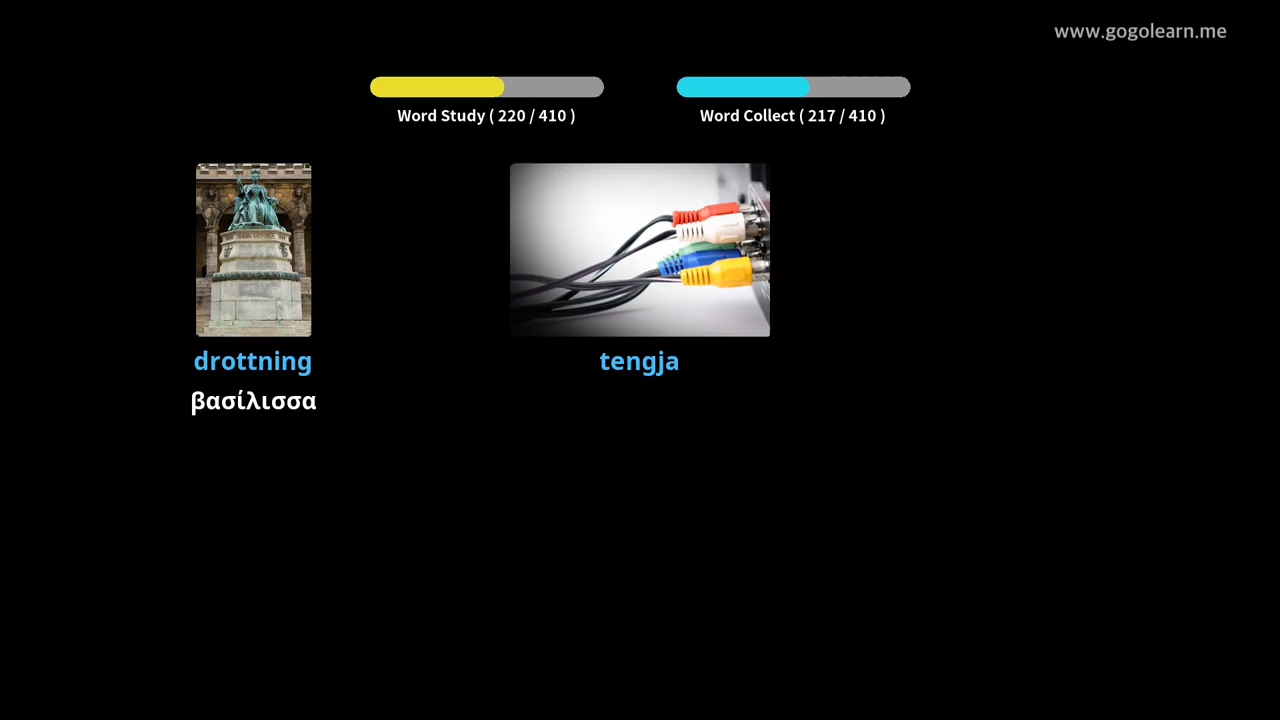 www.gogolearn.me
Word Study ( 220 / 410 )
Word Collect ( 217 / 410 )
drottning
tengja
βασίλισσα